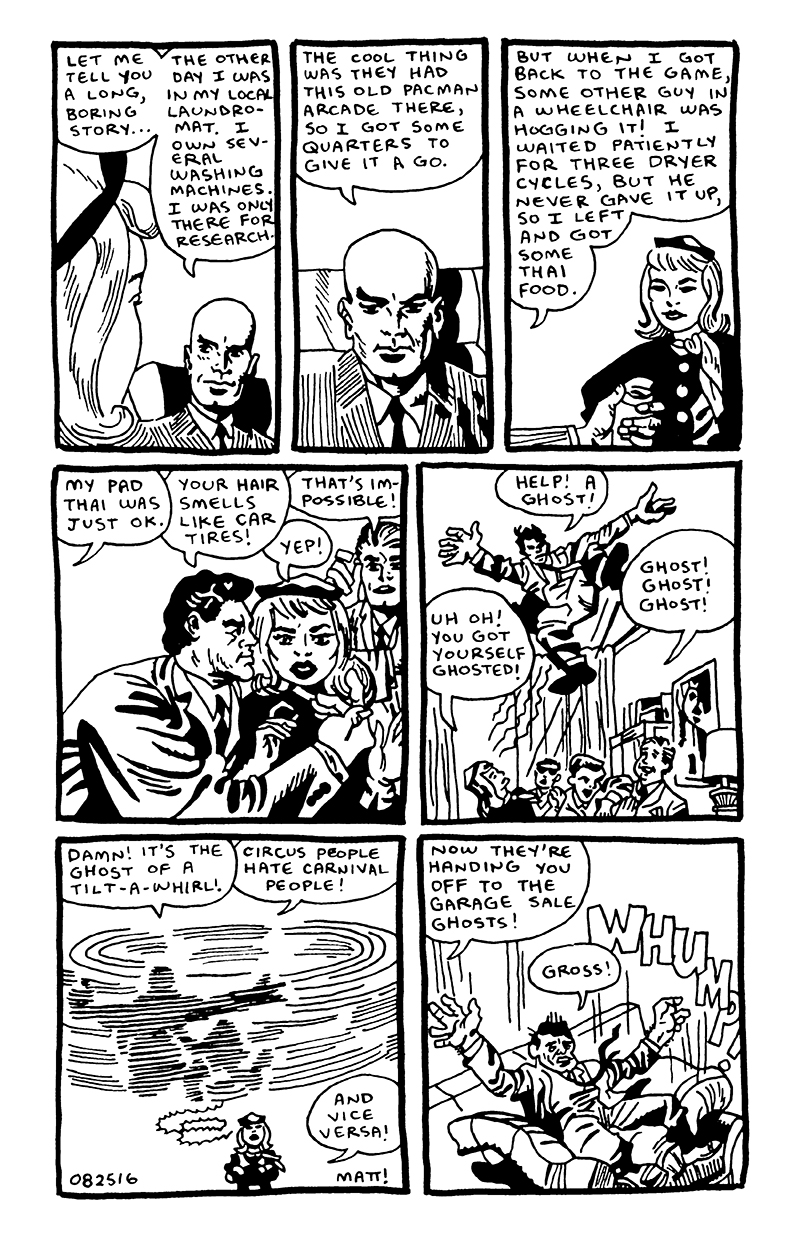 LET ME
TELL YOU
A LONG,
BORING
STORY...
THE OTHER
DAY I WAS
IN MY LOCAL
LAUNDRO-
MAT. I
OWN SEV-
ERAL
WASHING
MACHINES.
I WAS ONLY
THERE FOR
RESEARCH.
THE COOL THING
WAS THEY HAD
THIS OLD PACMAN
ARCADE THERE,
SO I GOT SOME
QUARTERS TO
GIVE IT A GO.
BUT WHEN I GOT
BACK TO THE GAME,
SOME OTHER GUY IN
A WHEELCHAIR WAS
HOGGING IT! I
WAITED PATIENTLY
FOR THREE DRYER
CYCLES, BUT HE
NEVER GAVE IT UP,
SO I LEFT
AND GOT
SOME
THAI
FOOD.
MY PAD
THAI WAS
JUST OK.
YOUR HAIR
SMELLS
LIKE CAR
TIRES!
YEP!
THAT'S IM-
POSSIBLE!
HELP! A
GHOST!
GHOST!
GHOST!
GHOST!
UH OH!
YOU GOT
YOURSELF
GHOSTED!
DAMN! IT'S THE
GHOST OF A
TILT-A-WHIRL!
CIRCUS PEOPLE
HATE CARNIVAL
PEOPLE!
AND
VICE
VERSA!
082516
MATT!
NOW THEY'RE
HANDING YOU
OFF TO THE
GARAGE SALE
GHOSTS!
GROSS!
WHUMP!